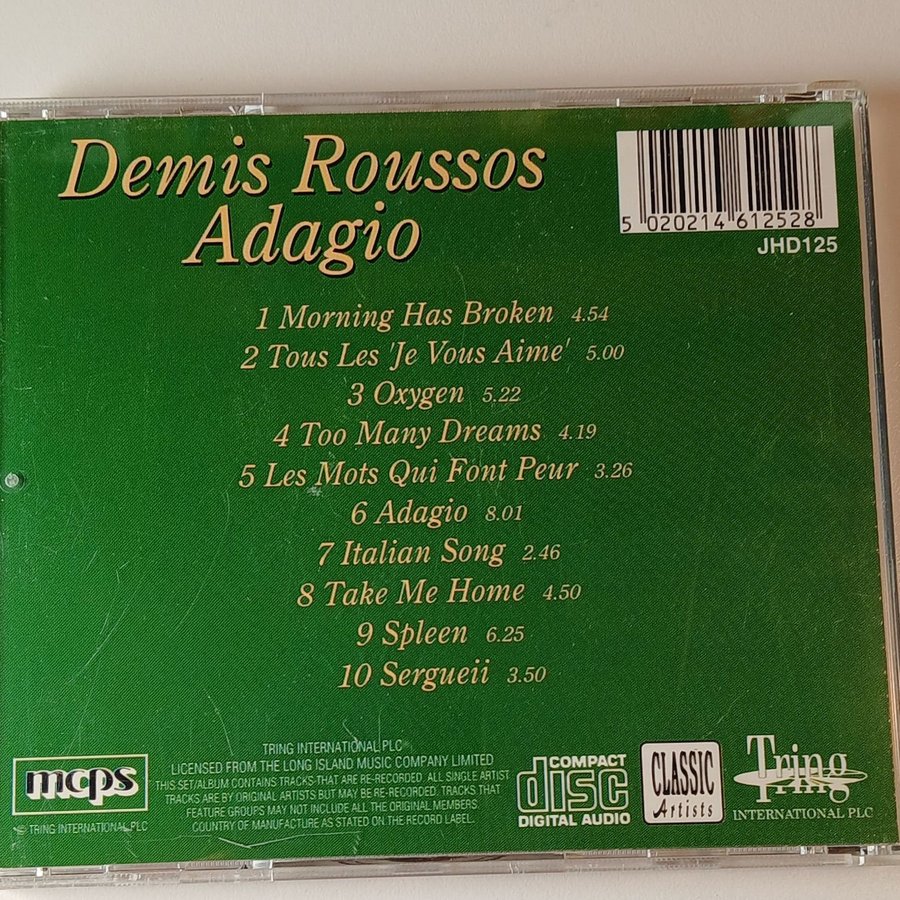 Demis Roussos
Adagio
5 020214 612528
JHD125
1 Morning Has Broken 4.54
2 Tous Les 'Je Vous Aime' 5.00
3 Oxygen 5.22
4 Too Many Dreams 4.19
5 Les Mots Qui Font Peur 3.26
6 Adagio 8.01
7 Italian Song 2.46
8 Take Me Home 4.50
9 Spleen 6.25
10 Sergueii 3.50
mcps
© TRING INTERNATIONAL PLC
TRING INTERNATIONAL PLC
LICENSED FROM THE LONG ISLAND MUSIC COMPANY LIMITED
THIS SET/ALBUM CONTAINS TRACKS-THAT ARE RE-RECORDED. ALL SINGLE ARTIST
TRACKS ARE BY ORIGINAL ARTISTS BUT MAY BE RE-RECORDED. TRACKS THAT
FEATURE GROUPS MAY NOT INCLUDE ALL THE ORIGINAL MEMBERS.
COUNTRY OF MANUFACTURE AS STATED ON THE RECORD LABEL.
COMPACT
disc
DIGITAL AUDIO
CLASSIC
Artists
Tring
INTERNATIONAL PLC